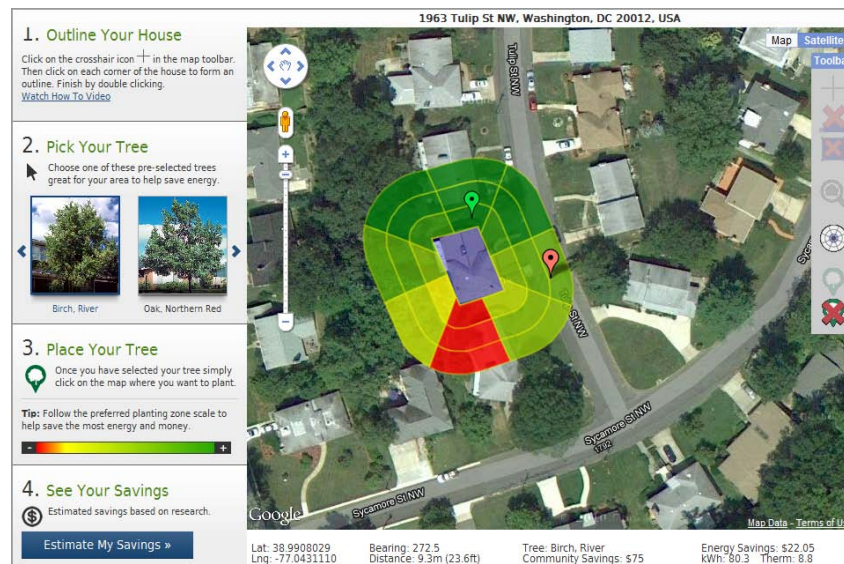 1963 Tulip St NW, Washington, DC 20012, USA
1. Outline Your House
Click on the crosshair icon in the map toolbar.
Then click on each corner of the house to form an
outline. Finish by double clicking.
Watch How To Video
2. Pick Your Tree
Choose one of these pre-selected trees
great for your area to help save energy.
Birch, River
Oak, Northern Red
3. Place Your Tree
Once you have selected your tree simply
click on the map where you want to plant.
Tip: Follow the preferred planting zone scale to
help save the most energy and money.
- +
4. See Your Savings
Estimated savings based on research.
Estimate My Savings »
Map Satellite
Toolba
Tulip St NW
St NW
Sycamore St NW
1792
Sycamore St NW
Syca
Google
Map Data - Terms of U
Lat: 38.9908029
Lng: -77.0431110
Bearing: 272.5
Distance: 9.3m (23.6ft)
Tree: Birch, River
Community Savings: $75
Energy Savings: $22.05
kWh: 80.3 Therm: 8.8